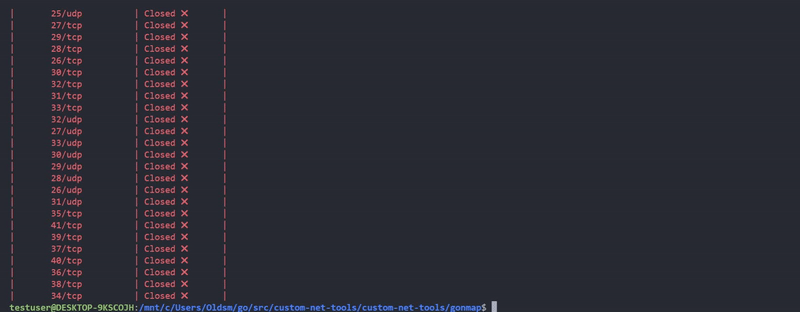 |       25/udp          | Closed ❌       |
|       27/tcp          | Closed ❌       |
|       29/tcp          | Closed ❌       |
|       28/tcp          | Closed ❌       |
|       26/tcp          | Closed ❌       |
|       30/tcp          | Closed ❌       |
|       32/tcp          | Closed ❌       |
|       31/tcp          | Closed ❌       |
|       33/tcp          | Closed ❌       |
|       32/udp          | Closed ❌       |
|       27/udp          | Closed ❌       |
|       33/udp          | Closed ❌       |
|       30/udp          | Closed ❌       |
|       29/udp          | Closed ❌       |
|       28/udp          | Closed ❌       |
|       26/udp          | Closed ❌       |
|       31/udp          | Closed ❌       |
|       35/tcp          | Closed ❌       |
|       41/tcp          | Closed ❌       |
|       39/tcp          | Closed ❌       |
|       37/tcp          | Closed ❌       |
|       40/tcp          | Closed ❌       |
|       36/tcp          | Closed ❌       |
|       38/tcp          | Closed ❌       |
|       34/tcp          | Closed ❌       |
testuser@DESKTOP-9KSCOJH:/mnt/c/Users/Oldsm/go/src/custom-net-tools/custom-net-tools/gonmap$